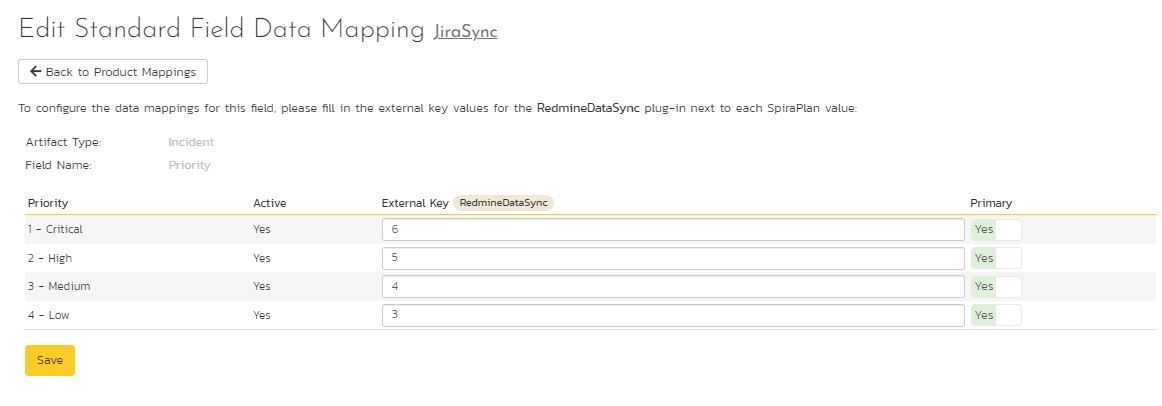 Edit Standard Field Data Mapping JiraSync
Back to Product Mappings
To configure the data mappings for this field, please fill in the external key values for the RedmineDataSync plug-in next to each SpiraPlan value:
Artifact Type: Incident
Field Name: Priority
Priority Active External Key RedmineDataSync Primary
1 - Critical Yes 6 Yes
2 - High Yes 5 Yes
3 - Medium Yes 4 Yes
4 - Low Yes 3 Yes
Save